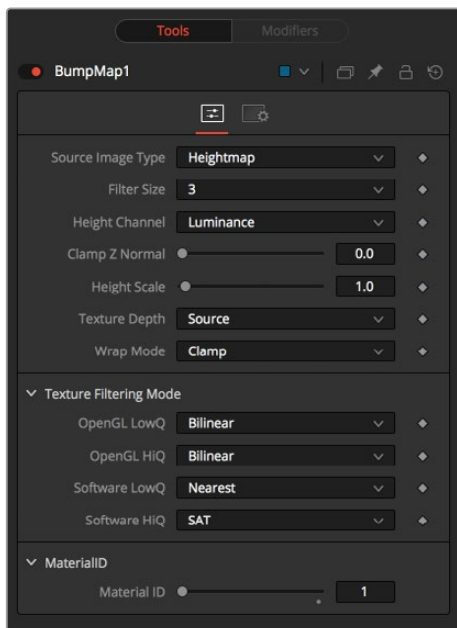 Tools Modifiers
BumpMap1
Source Image Type Heightmap
Filter Size 3
Height Channel Luminance
Clamp Z Normal 0.0
Height Scale 1.0
Texture Depth Source
Wrap Mode Clamp
Texture Filtering Mode
OpenGL LowQ Bilinear
OpenGL HiQ Bilinear
Software LowQ Nearest
Software HiQ SAT
MaterialID
Material ID 1